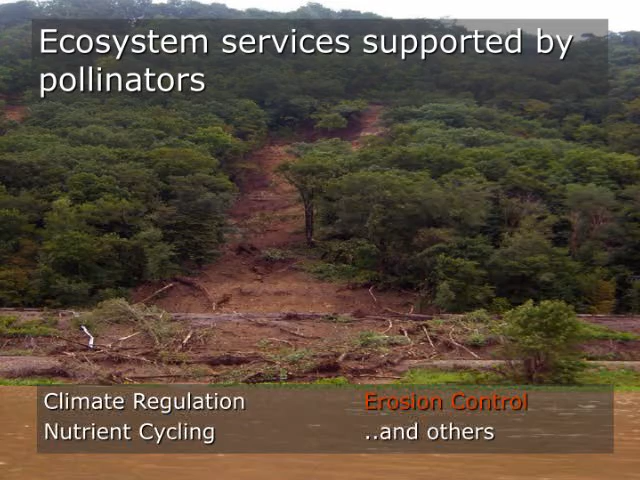 Ecosystem services supported by
pollinators
Climate Regulation
Erosion Control
Nutrient Cycling
..and others